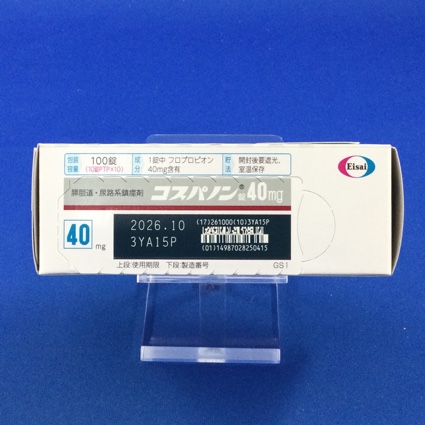 包装容量 100錠 (10錠PTP×10)
成分 1錠中 フロプロピオン 40mg含有
貯法 開封後要遮光、室温保存
Eisai
膵胆道・尿路系鎮痙剤
コスパノン®錠40mg
40mg
2026.10
3YA15P
(17)261000(10)3YA15P
(01)14987028250415
上段:使用期限 下段:製造番号
GS1